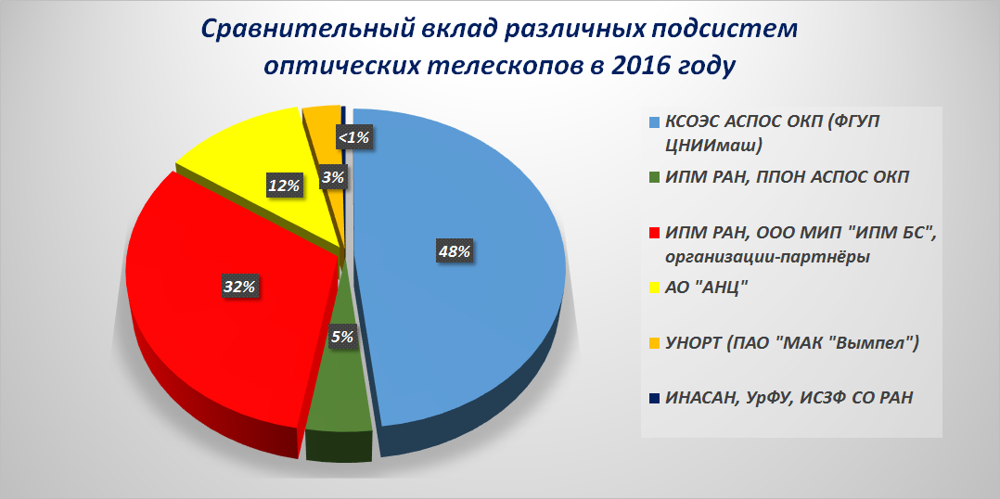 Сравнительный вклад различных подсистем
оптических телескопов в 2016 году
<1%
3%
12%
48%
32%
5%
КСОЭС АСПОС ОКП (ФГУП
ЦНИИмаш)
ИПМ РАН, ППОН АСПОС ОКП
ИПМ РАН, ООО МИП "ИПМ БС",
организации-партнёры
АО "АНЦ"
УНОРТ (ПАО "МАК "Вымпел")
ИНАСАН, УрФУ, ИСЗФ СО РАН